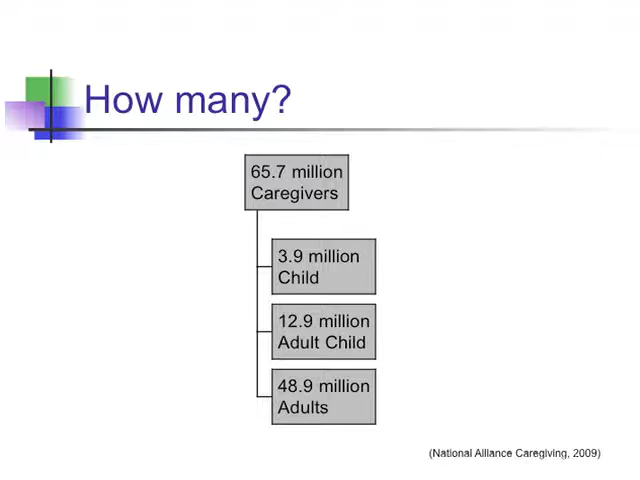 How many?
65.7 million
Caregivers
3.9 million
Child
12.9 million
Adult Child
48.9 million
Adults
(National Alliance Caregiving, 2009)